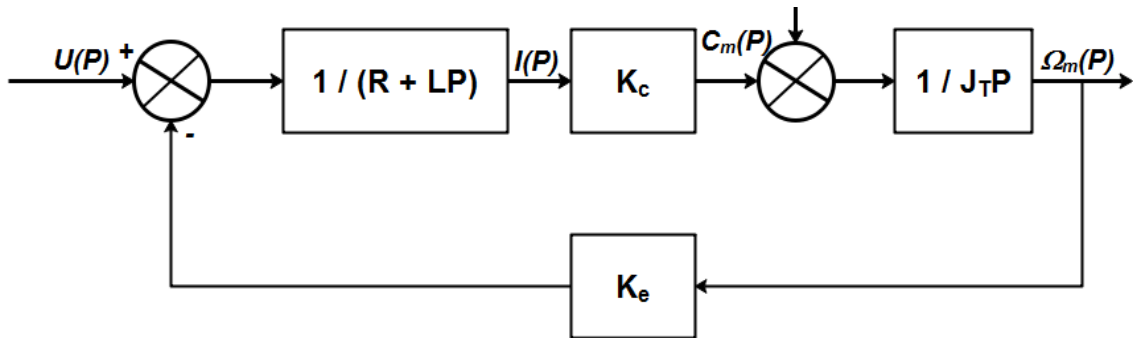 U(P) +
-
1 / (R + LP)
I(P)
Kc
Cm(P)
1 / JTP
Ωm(P)
Ke